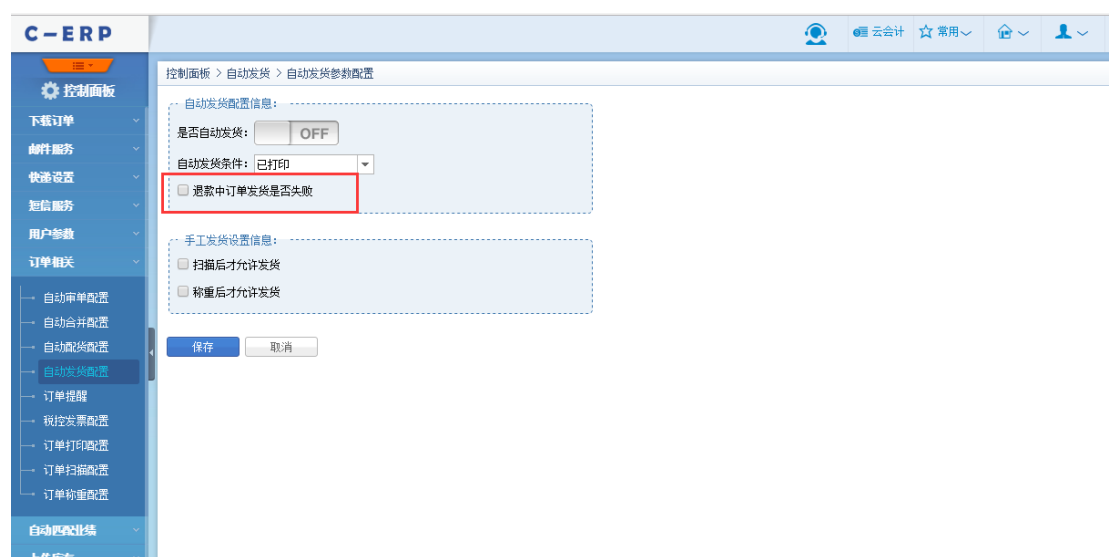 C-ERP
云会计 常用
控制面板
控制面板 > 自动发货 > 自动发货参数配置
下载订单
邮件服务
快递设置
短信服务
用户参数
订单相关
自动审单配置
自动合并配置
自动配货配置
自动发货配置
订单提醒
税控发票配置
订单打印配置
订单扫描配置
订单称重配置
自动匹配业绩
自动发货配置信息:
是否自动发货: OFF
自动发货条件: 已打印
退款中订单发货是否失败
手工发货设置信息:
扫描后才允许发货
称重后才允许发货
保存 取消